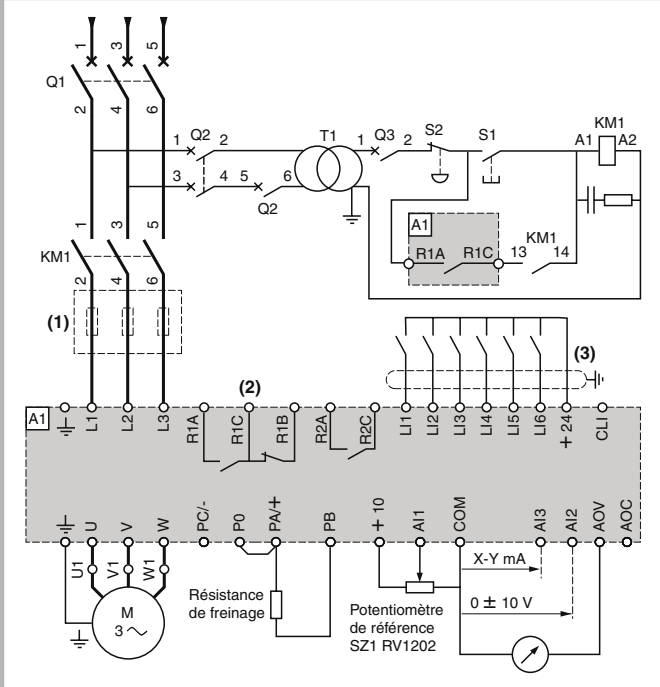 1 3 5
Q1
2 4 6
1 Q2 2 T1 1 Q3 2 S2 S1 A1 KM1 A2
3 4 5 6
Q2
A1
R1A R1C 13 KM1 14
1 3 5
KM1
2 4 6
(1)
(2)
(3)
A1 L1 L2 L3 R1A R1C R1B R2A R2C LI1 LI2 LI3 LI4 LI5 LI6 + 24 CLI
U V W PC/- P0 PA/+ PB + 10 AI1 COM AI3 AI2 AOV AOC
U1 V1 W1
X-Y mA
0 ± 10 V
M
3 ~
Résistance
de freinage
Potentiomètre
de référence
SZ1 RV1202